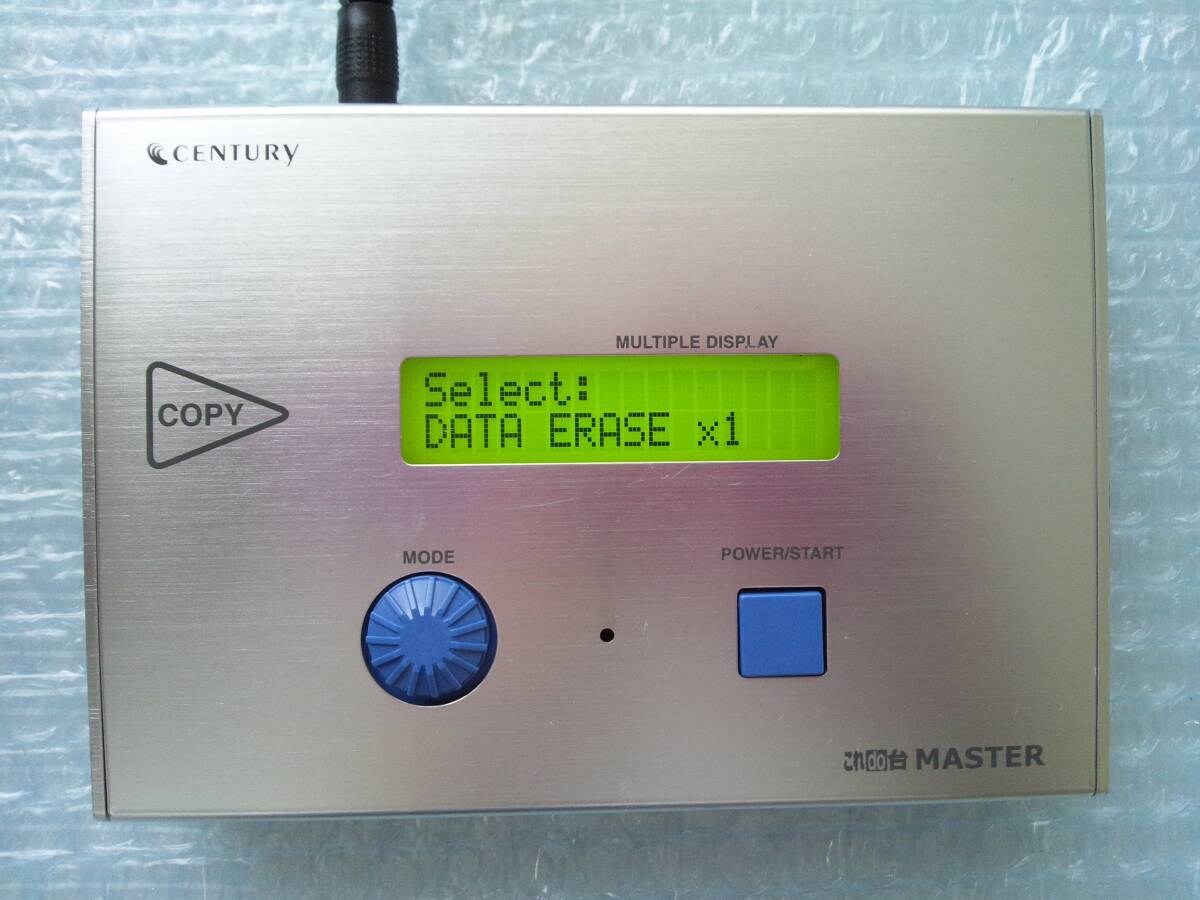 CENTURY
MULTIPLE DISPLAY
COPY
Select:
DATA ERASE x1
MODE
POWER/START
これdo台 MASTER